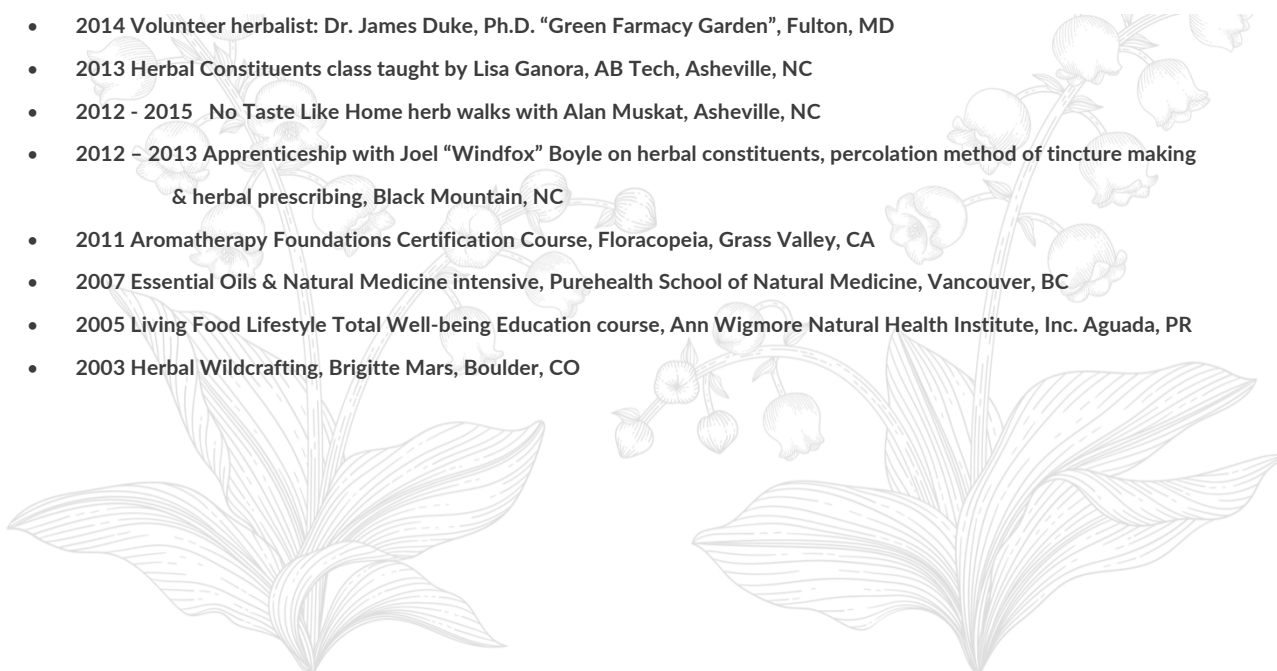 • 2014 Volunteer herbalist: Dr. James Duke, Ph.D. “Green Farmacy Garden”, Fulton, MD
• 2013 Herbal Constituents class taught by Lisa Ganora, AB Tech, Asheville, NC
• 2012 - 2015 No Taste Like Home herb walks with Alan Muskat, Asheville, NC
• 2012 – 2013 Apprenticeship with Joel “Windfox” Boyle on herbal constituents, percolation method of tincture making
& herbal prescribing, Black Mountain, NC
• 2011 Aromatherapy Foundations Certification Course, Floracopeia, Grass Valley, CA
• 2007 Essential Oils & Natural Medicine intensive, Purehealth School of Natural Medicine, Vancouver, BC
• 2005 Living Food Lifestyle Total Well-being Education course, Ann Wigmore Natural Health Institute, Inc. Aguada, PR
• 2003 Herbal Wildcrafting, Brigitte Mars, Boulder, CO